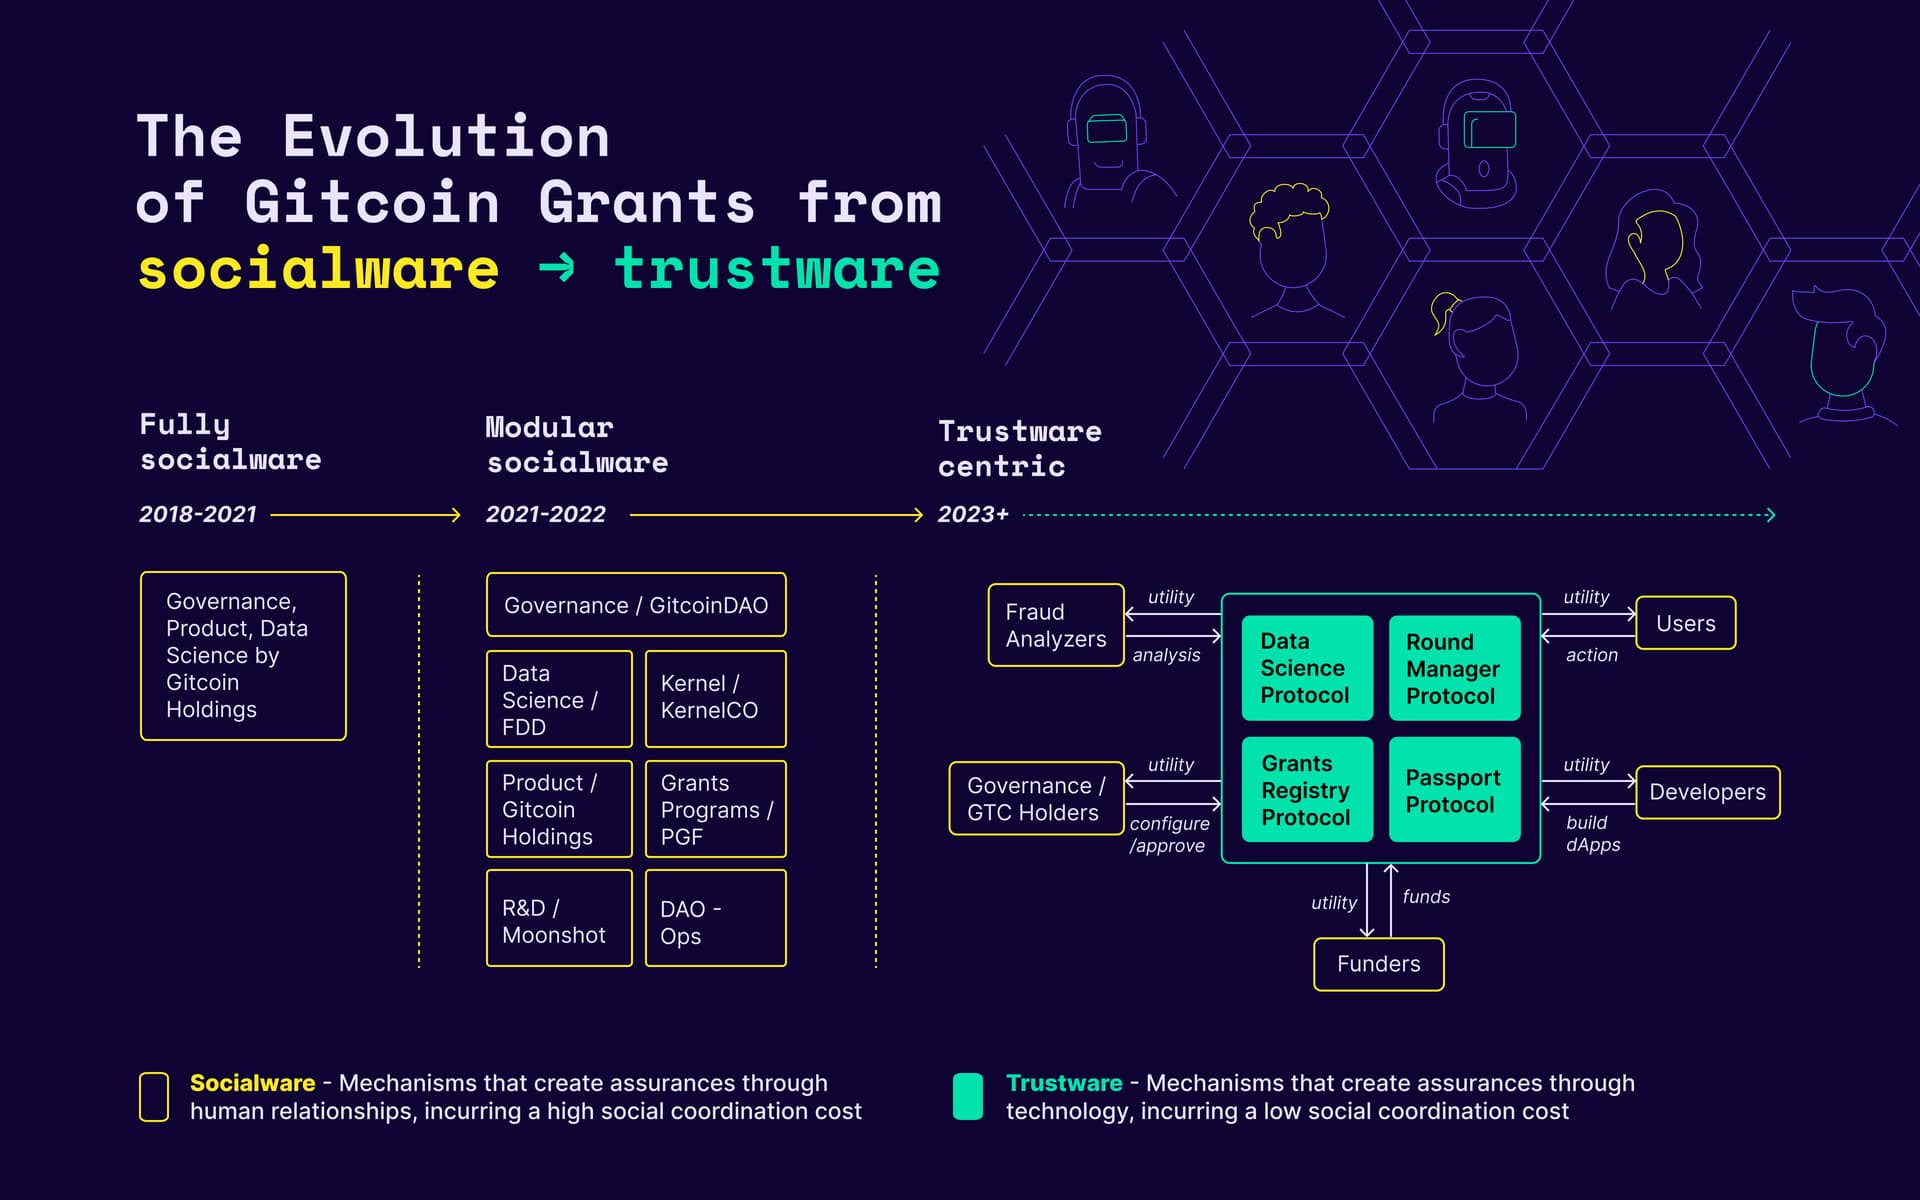 The Evolution
of Gitcoin Grants from
socialware → trustware
Fully
socialware
2018-2021
Modular
socialware
2021-2022
Trustware
centric
2023+
Governance,
Product, Data
Science by
Gitcoin
Holdings
Governance / GitcoinDAO
Data
Science /
FDD
Kernel /
KernelCO
Product /
Gitcoin
Holdings
Grants
Programs /
PGF
R&D /
Moonshot
DAO -
Ops
Fraud
Analyzers
utility
analysis
Governance /
GTC Holders
utility
configure
/approve
Data
Science
Protocol
Round
Manager
Protocol
Grants
Registry
Protocol
Passport
Protocol
utility
action
Users
utility
build
dApps
Developers
utility
funds
Funders
Socialware - Mechanisms that create assurances through
human relationships, incurring a high social coordination cost
Trustware - Mechanisms that create assurances through
technology, incurring a low social coordination cost